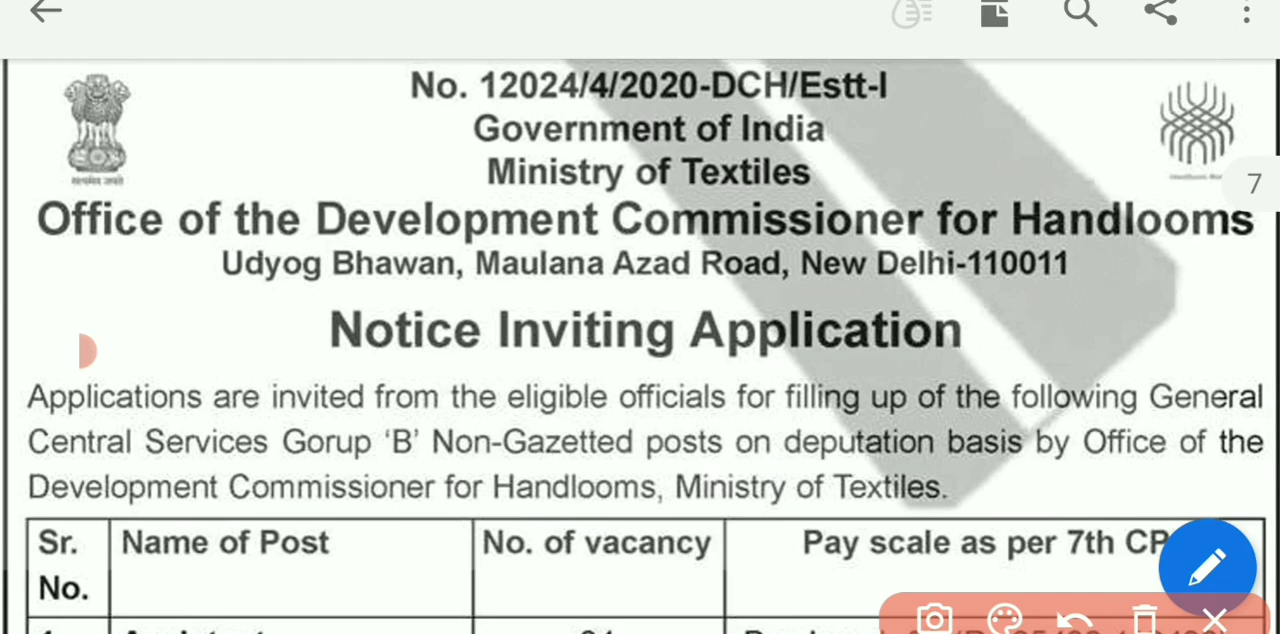 No. 12024/4/2020-DCH/Estt-I
Government of India
Ministry of Textiles
Office of the Development Commissioner for Handlooms
7
Udyog Bhawan, Maulana Azad Road, New Delhi-110011
Notice Inviting Application
Applications are invited from the eligible officials for filling up of the following General
Central Services Gorup ‘B’ Non-Gazetted posts on deputation basis by Office of the
Development Commissioner for Handlooms, Ministry of Textiles.
Sr. No.
Name of Post
No. of vacancy
Pay scale as per 7th CP